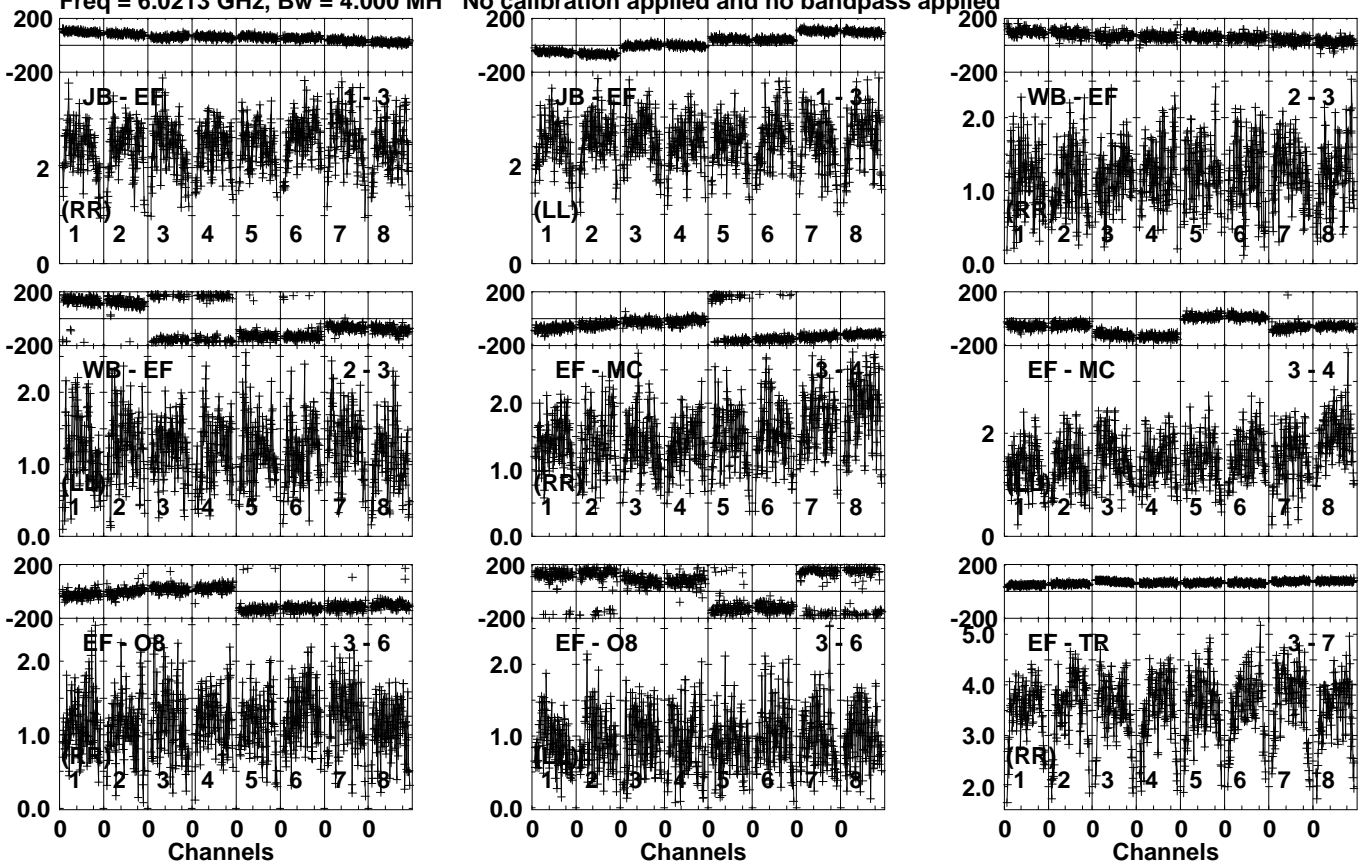 Freq = 6.0213 GHz, Bw = 4.000 MH No calibration applied and no bandpass applied
200 200 200
-200 -200 -200
JB - EF 1 - 3 JB - EF 1 - 3 WB - EF 2 - 3
2.0
2 2
1.0
(RR) (LL) (RR)
1 2 3 4 5 6 7 8 1 2 3 4 5 6 7 8 1 2 3 4 5 6 7 8
0 0 0.0
200 200 200
-200 -200 -200
WB - EF 2 - 3 EF - MC 3 - 4 EF - MC 3 - 4
2.0 2.0
2
1.0 1.0
(LL) (RR) (LL)
1 2 3 4 5 6 7 8 1 2 3 4 5 6 7 8 1 2 3 4 5 6 7 8
0.0 0.0 0
200 200 200
-200 -200 -200
5.0
EF - O8 3 - 6 EF - O8 3 - 6 EF - TR 3 - 7
2.0 2.0
4.0
1.0 1.0 3.0
(RR) (LL) (RR)
1 2 3 4 5 6 7 8 1 2 3 4 5 6 7 8 1 2 3 4 5 6 7 8
2.0
0.0 0.0
0 0 0 0 0 0 0 0 0 0 0 0 0 0 0 0 0 0 0 0 0 0 0 0
Channels Channels Channels